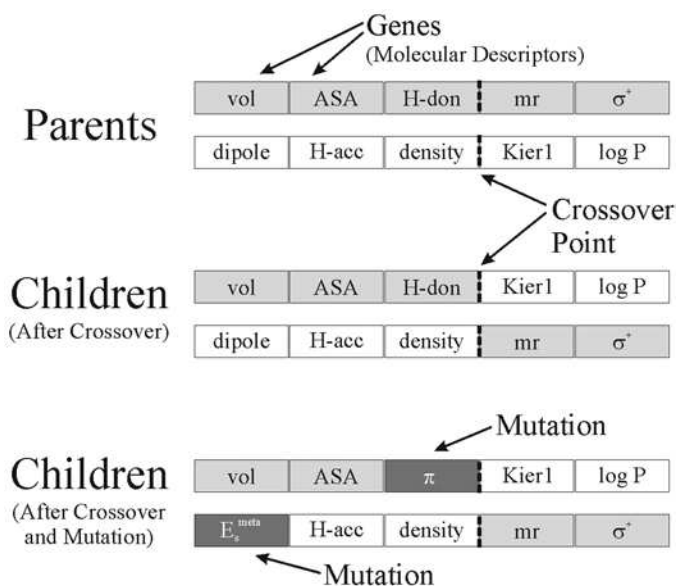 Genes
(Molecular Descriptors)
Parents
vol ASA H-don mr σ⁺
dipole H-acc density Kier1 log P
Crossover
Point
Children
(After Crossover)
vol ASA H-don Kier1 log P
dipole H-acc density mr σ⁺
Mutation
Children
(After Crossover
and Mutation)
vol ASA π Kier1 log P
Eₛᵐᵉᵗᵃ H-acc density mr σ⁺
Mutation